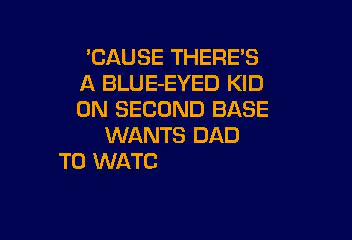 ’CAUSE THERE’S
A BLUE-EYED KID
ON SECOND BASE
WANTS DAD
TO WATC